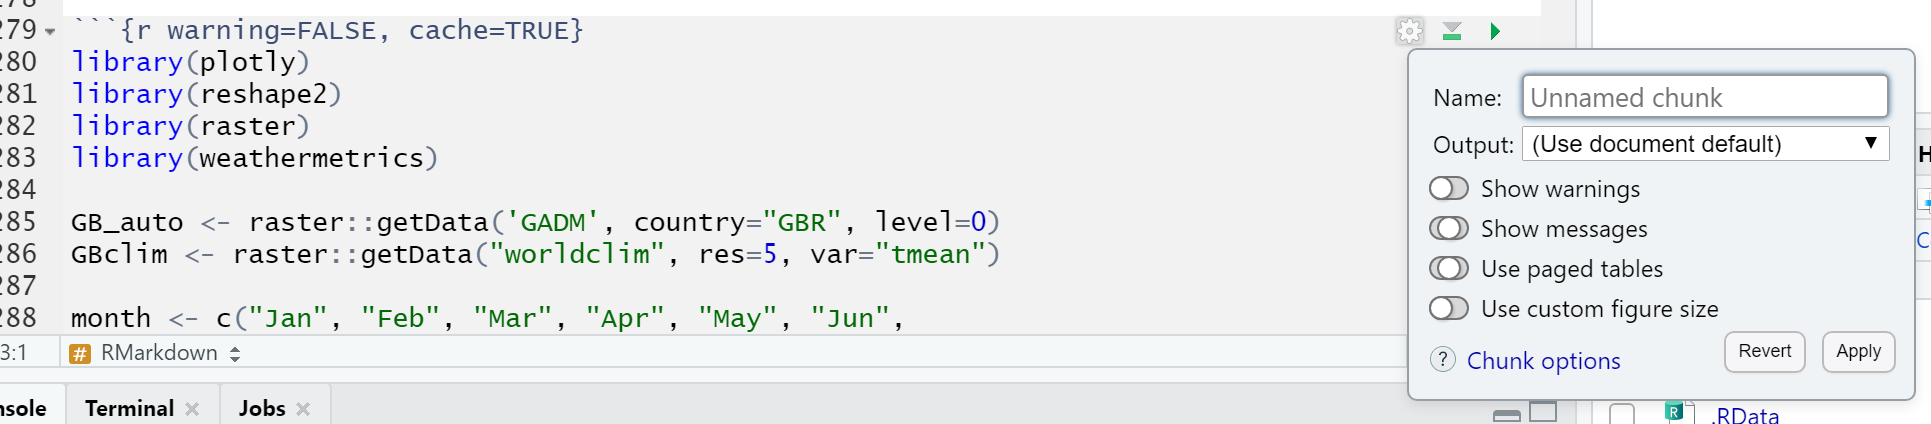 279 ```{r warning=FALSE, cache=TRUE}
280 library(plotly)
281 library(reshape2)
282 library(raster)
283 library(weathermetrics)
284
285 GB_auto <- raster::getData('GADM', country="GBR", level=0)
286 GBclim <- raster::getData("worldclim", res=5, var="tmean")
287
288 month <- c("Jan", "Feb", "Mar", "Apr", "May", "Jun",
3:1 # RMarkdown
nsole Terminal Jobs
Name: Unnamed chunk
Output: (Use document default)
Show warnings
Show messages
Use paged tables
Use custom figure size
? Chunk options Revert Apply
R .RData